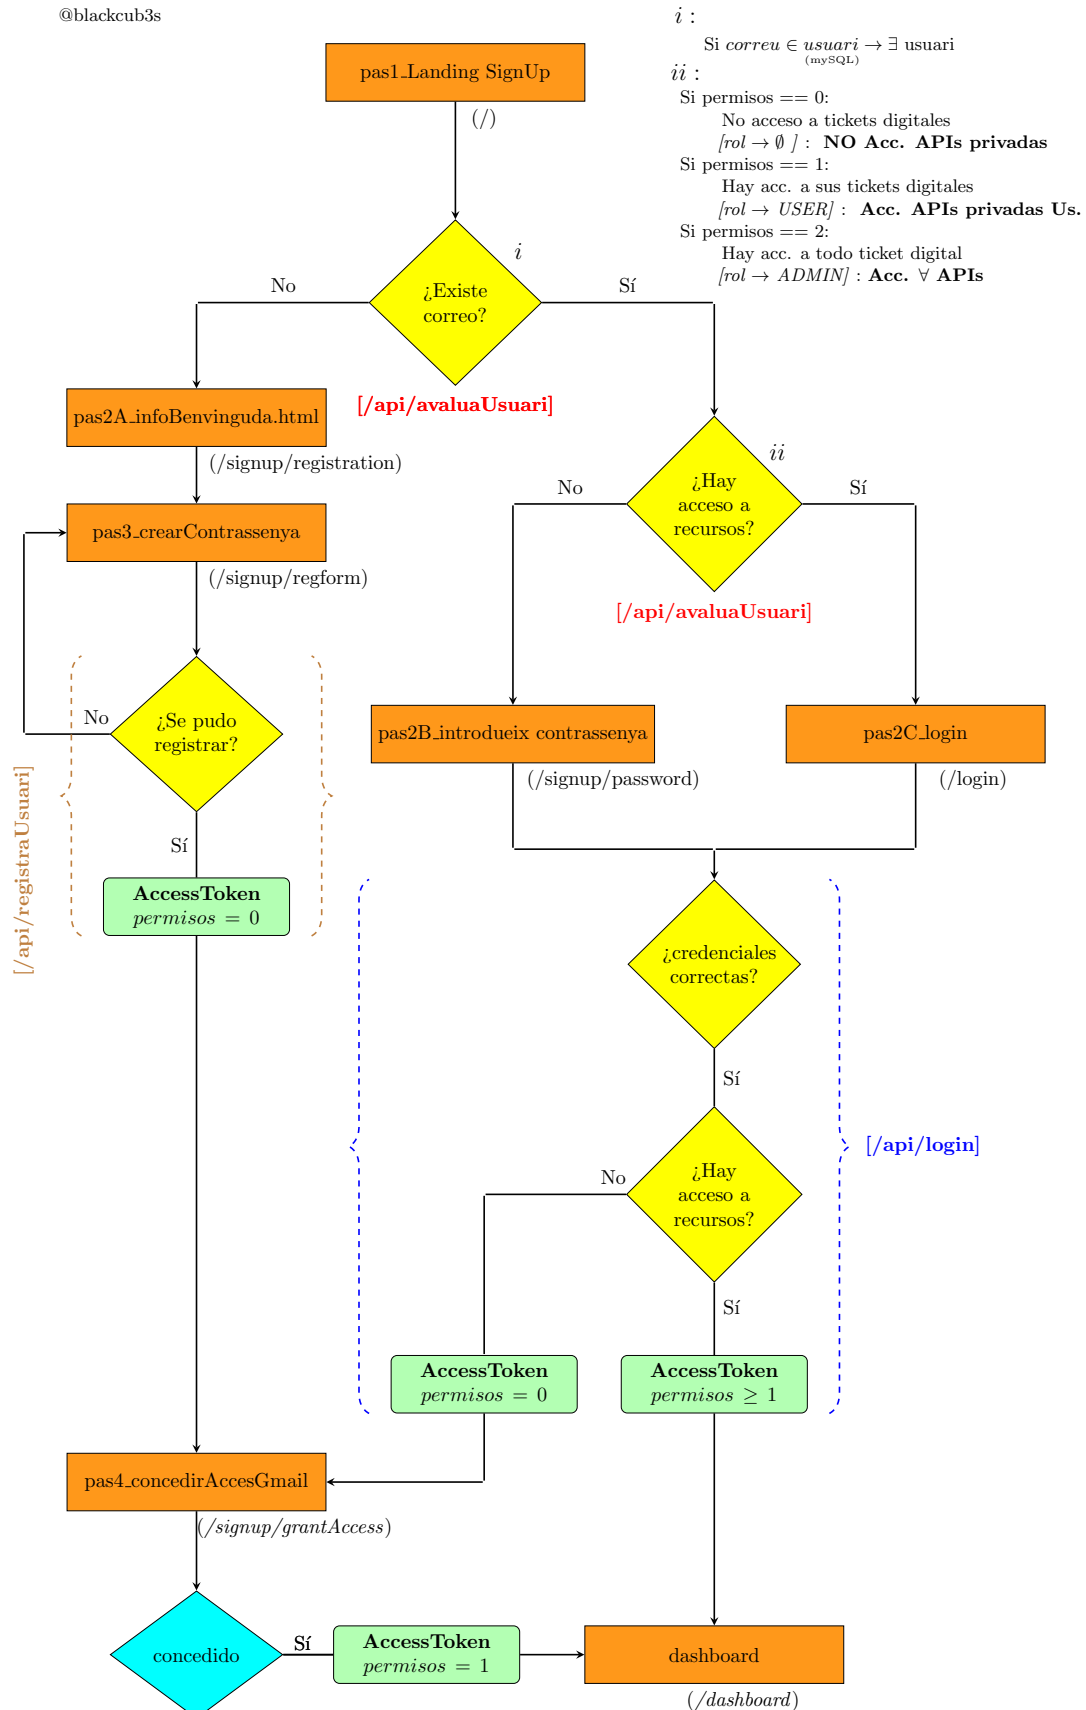 @blackcub3s
i :
Si correu ∈ usuari → ∃ usuari
(mySQL)
ii :
Si permisos == 0:
No acceso a tickets digitales
[rol → ∅ ] : NO Acc. APIs privadas
Si permisos == 1:
Hay acc. a sus tickets digitales
[rol → USER] : Acc. APIs privadas Us.
Si permisos == 2:
Hay acc. a todo ticket digital
[rol → ADMIN] : Acc. ∀ APIs
pas1_Landing SignUp
(/)
i
¿Existe
correo?
No
Sí
[/api/avaluaUsuari]
pas2A_infoBenvinguda.html
(/signup/registration)
ii
¿Hay
acceso a
recursos?
No
Sí
[/api/avaluaUsuari]
pas3_crearContrassenya
(/signup/regform)
¿Se pudo
registrar?
No
Sí
[/api/registraUsuari]
AccessToken
permisos = 0
pas2B_introdueix contrassenya
(/signup/password)
pas2C_login
(/login)
¿credenciales
correctas?
Sí
[/api/login]
¿Hay
acceso a
recursos?
No
Sí
AccessToken
permisos = 0
AccessToken
permisos ≥ 1
pas4_concedirAccesGmail
(/signup/grantAccess)
concedido
Sí
AccessToken
permisos = 1
dashboard
(/dashboard)